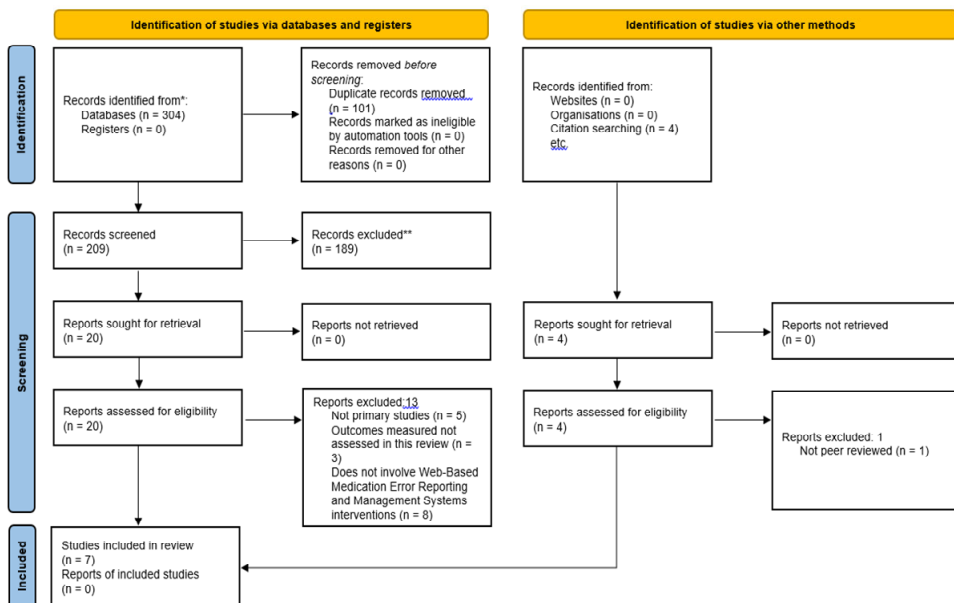 Identification of studies via databases and registers
Identification of studies via other methods
Identification
Records identified from*:
Databases (n = 304)
Registers (n = 0)
Records removed before
screening:
Duplicate records removed
(n = 101)
Records marked as ineligible
by automation tools (n = 0)
Records removed for other
reasons (n = 0)
Records identified from:
Websites (n = 0)
Organisations (n = 0)
Citation searching (n = 4)
etc.
Screening
Records screened
(n = 209)
Records excluded**
(n = 189)
Reports sought for retrieval
(n = 20)
Reports not retrieved
(n = 0)
Reports sought for retrieval
(n = 4)
Reports not retrieved
(n = 0)
Reports assessed for eligibility
(n = 20)
Reports excluded:13
Not primary studies (n = 5)
Outcomes measured not
assessed in this review (n =
3)
Does not involve Web-Based
Medication Error Reporting
and Management Systems
interventions (n = 8)
Reports assessed for eligibility
(n = 4)
Reports excluded: 1
Not peer reviewed (n = 1)
Included
Studies included in review
(n = 7)
Reports of included studies
(n = 0)